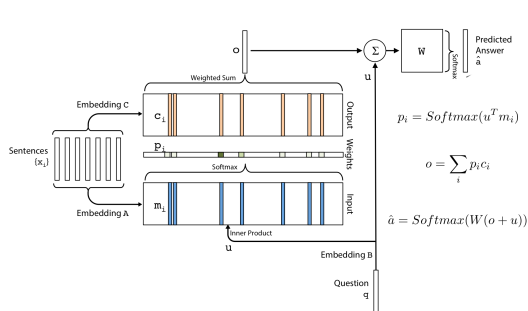 o
Σ
W
Softmax
Predicted
Answer
â
u
Weighted Sum
Embedding C
c_i
Output
p_i
Weights
Softmax
Sentences
{x_i}
m_i
Input
Embedding A
Inner Product
u
Embedding B
Question
q
p_i = Softmax(u^T m_i)
o = ∑_i p_i c_i
â = Softmax(W(o + u))